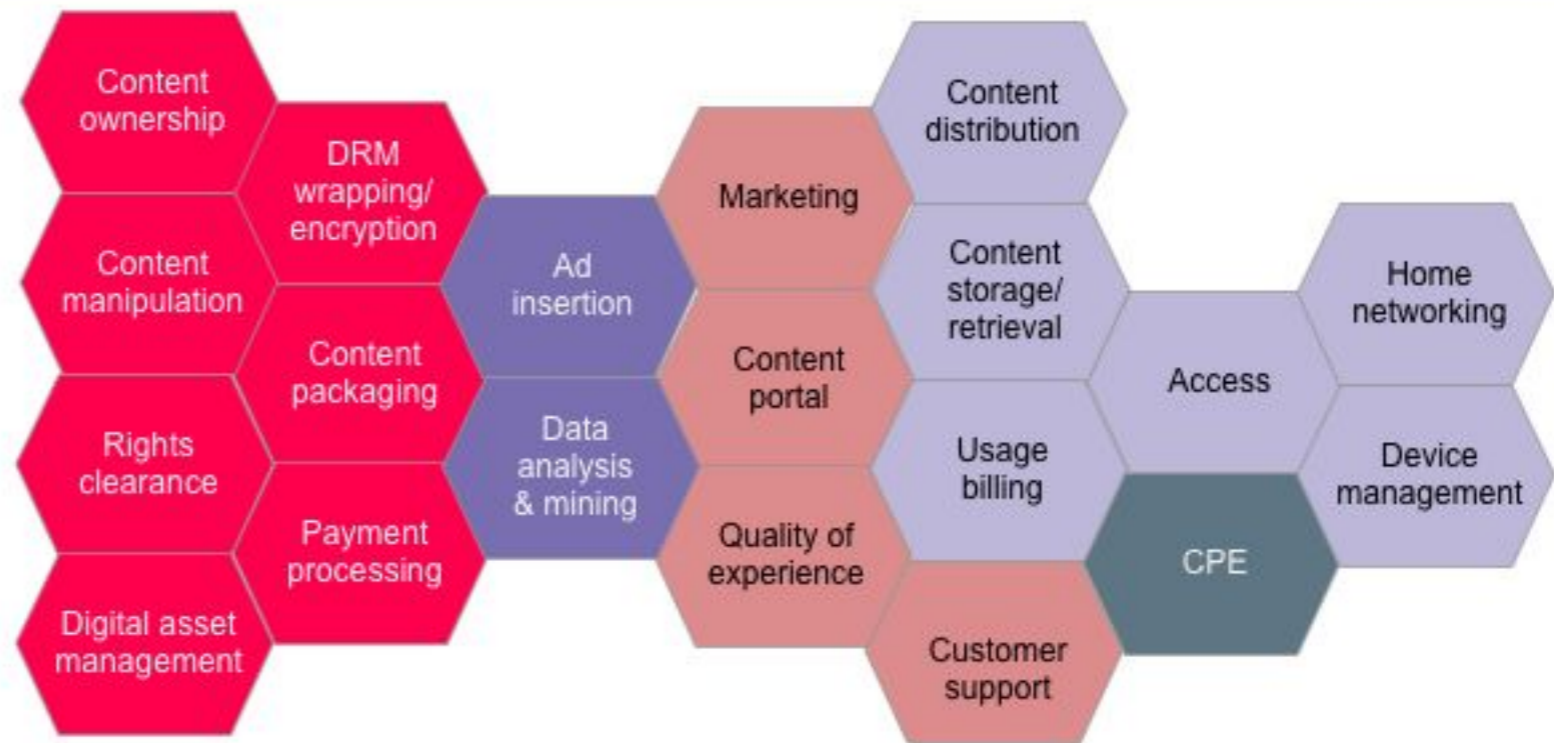 Content
ownership
Content
manipulation
Rights
clearance
Digital asset
management
DRM
wrapping/
encryption
Content
packaging
Payment
processing
Ad
insertion
Data
analysis
& mining
Marketing
Content
portal
Quality of
experience
Content
distribution
Content
storage/
retrieval
Usage
billing
Customer
support
Access
CPE
Home
networking
Device
management